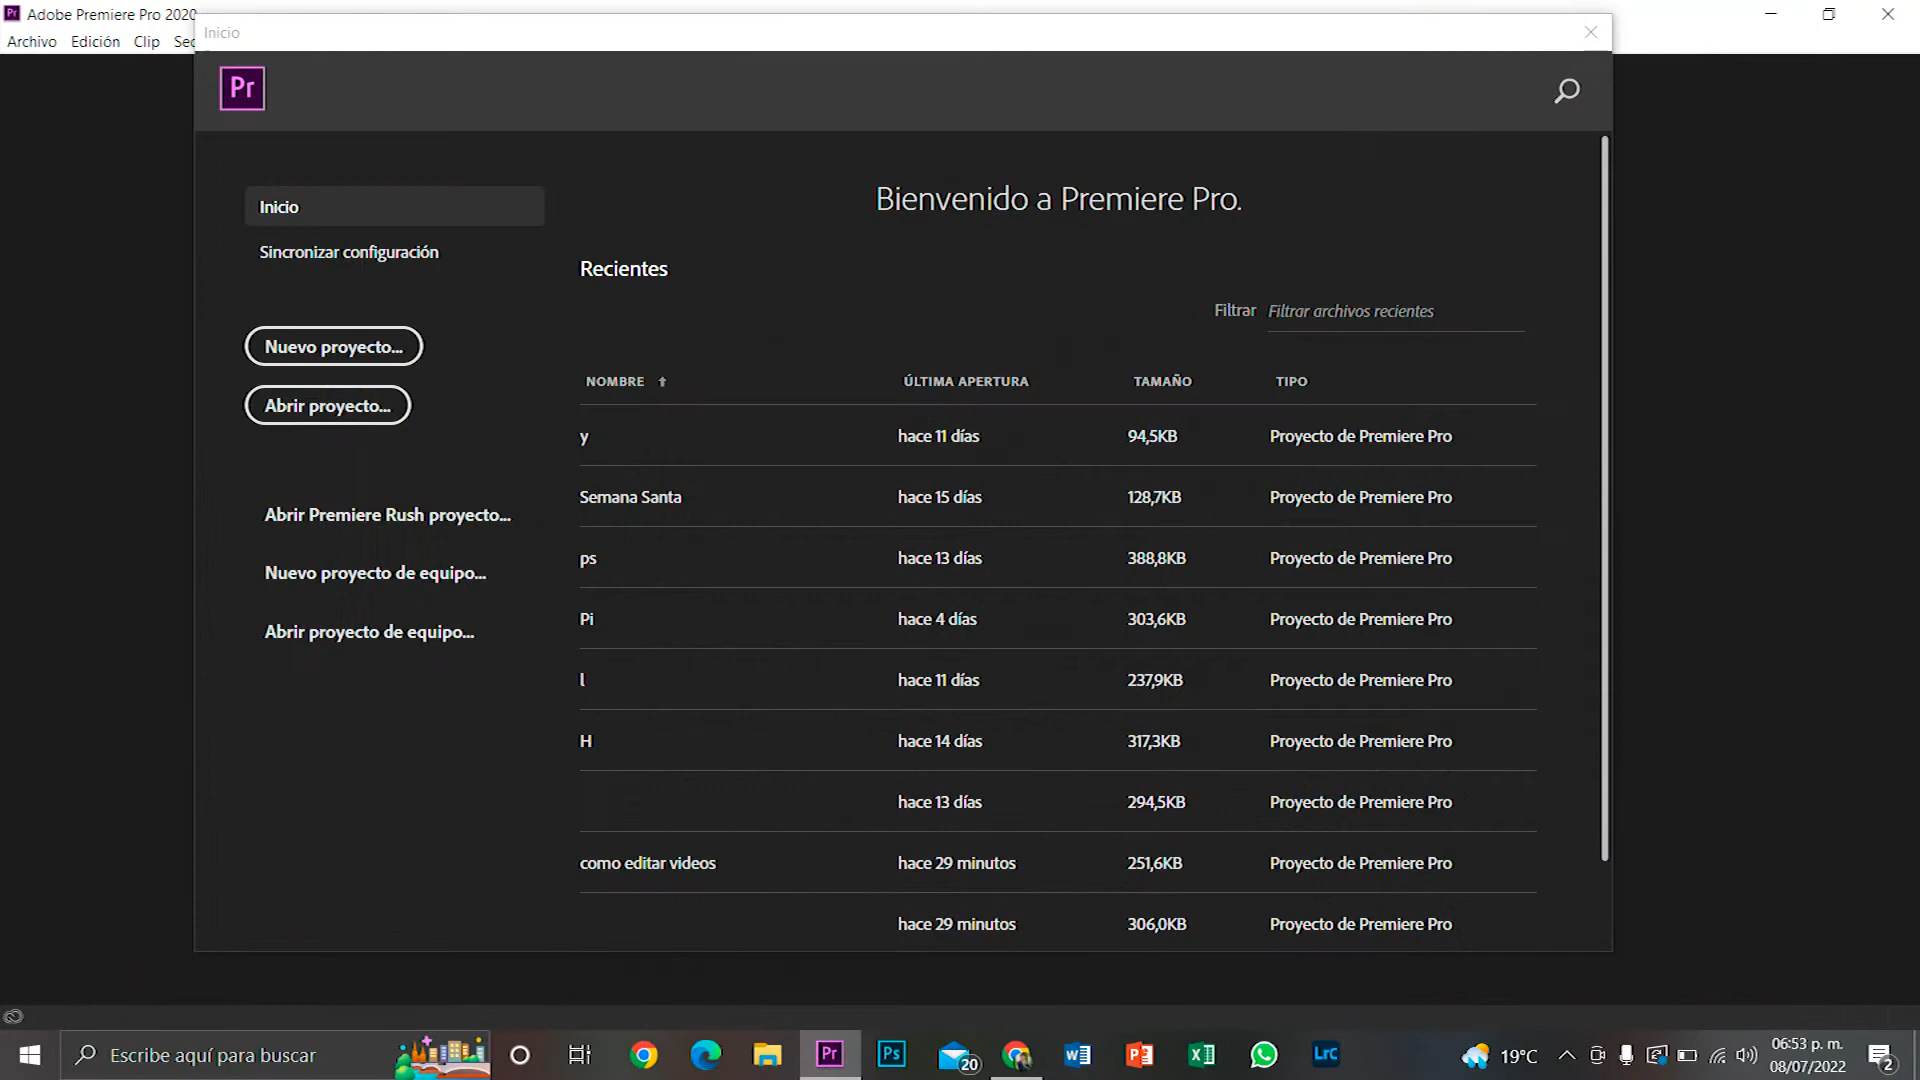 Pr Adobe Premiere Pro 2020
Archivo Edición Clip Sec
Inicio
Pr
Inicio
Sincronizar configuración
Nuevo proyecto...
Abrir proyecto...
Abrir Premiere Rush proyecto...
Nuevo proyecto de equipo...
Abrir proyecto de equipo...
Bienvenido a Premiere Pro.
Recientes
Filtrar Filtrar archivos recientes
NOMBRE ÚLTIMA APERTURA TAMAÑO TIPO
y hace 11 días 94,5KB Proyecto de Premiere Pro
Semana Santa hace 15 días 128,7KB Proyecto de Premiere Pro
ps hace 13 días 388,8KB Proyecto de Premiere Pro
Pi hace 4 días 303,6KB Proyecto de Premiere Pro
l hace 11 días 237,9KB Proyecto de Premiere Pro
H hace 14 días 317,3KB Proyecto de Premiere Pro
hace 13 días 294,5KB Proyecto de Premiere Pro
como editar videos hace 29 minutos 251,6KB Proyecto de Premiere Pro
hace 29 minutos 306,0KB Proyecto de Premiere Pro
Escribe aquí para buscar Pr Ps 20 W P X LrC 19°C 06:53 p. m.
08/07/2022 2